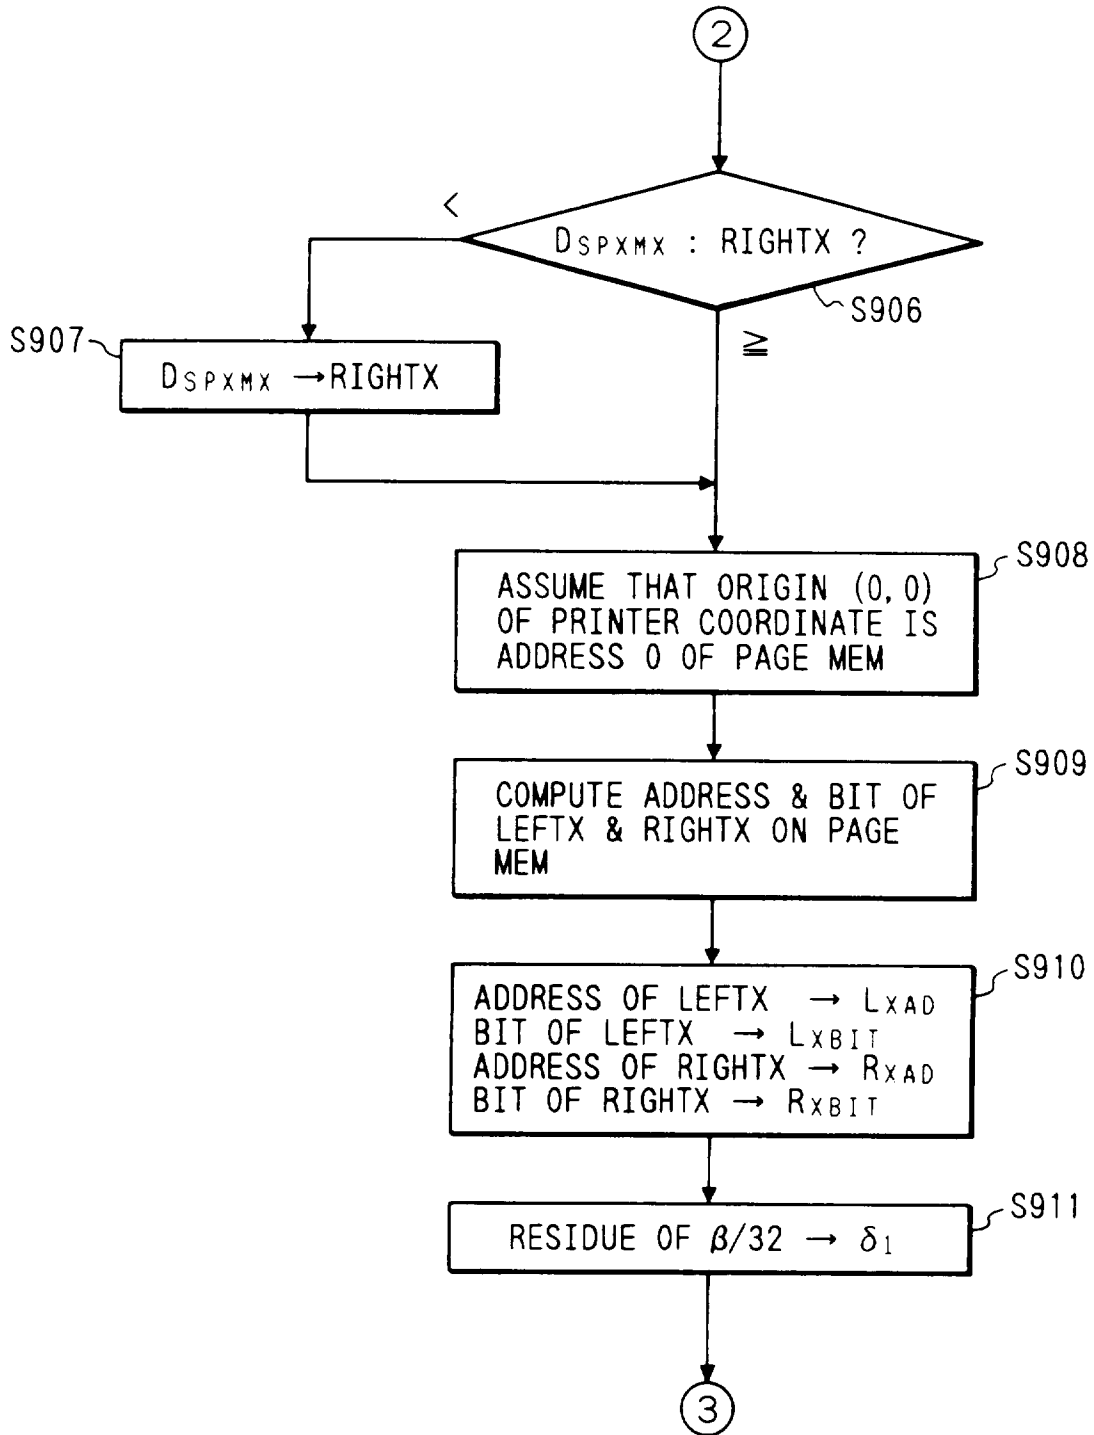 2
<
DSPXMX : RIGHTX ?
S906
≧
S907
DSPXMX → RIGHTX
S908
ASSUME THAT ORIGIN (0,0)
OF PRINTER COORDINATE IS
ADDRESS 0 OF PAGE MEM
S909
COMPUTE ADDRESS & BIT OF
LEFTX & RIGHTX ON PAGE
MEM
S910
ADDRESS OF LEFTX → LXAD
BIT OF LEFTX → LXBIT
ADDRESS OF RIGHTX → RXAD
BIT OF RIGHTX → RXBIT
S911
RESIDUE OF β/32 → δ1
3